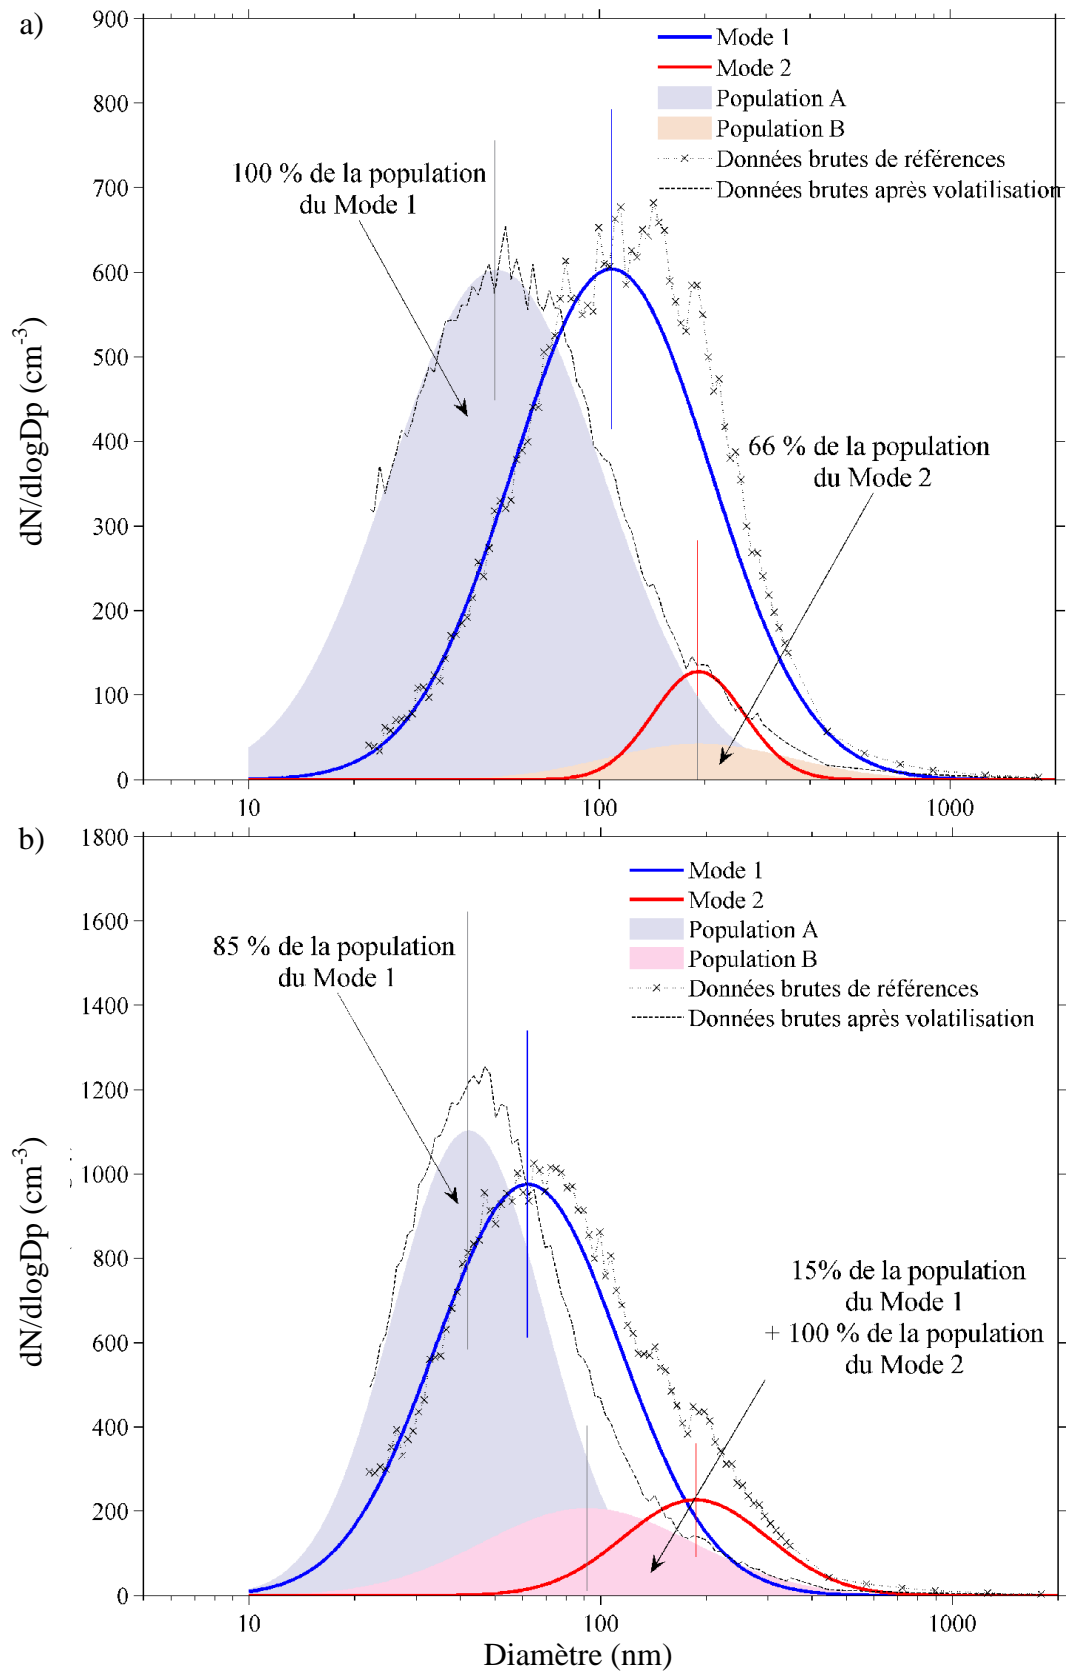 a)
900
800
700
600
500
400
300
200
100
0
dN/dlogDp (cm-3)
Mode 1
Mode 2
Population A
Population B
Données brutes de références
Données brutes après volatilisation
100 % de la population
du Mode 1
66 % de la population
du Mode 2
10
100
1000
b)
1800
1600
1400
1200
1000
800
600
400
200
0
dN/dlogDp (cm-3)
Mode 1
Mode 2
Population A
Population B
Données brutes de références
Données brutes après volatilisation
85 % de la population
du Mode 1
15% de la population
du Mode 1
+ 100 % de la population
du Mode 2
10
100
1000
Diamètre (nm)